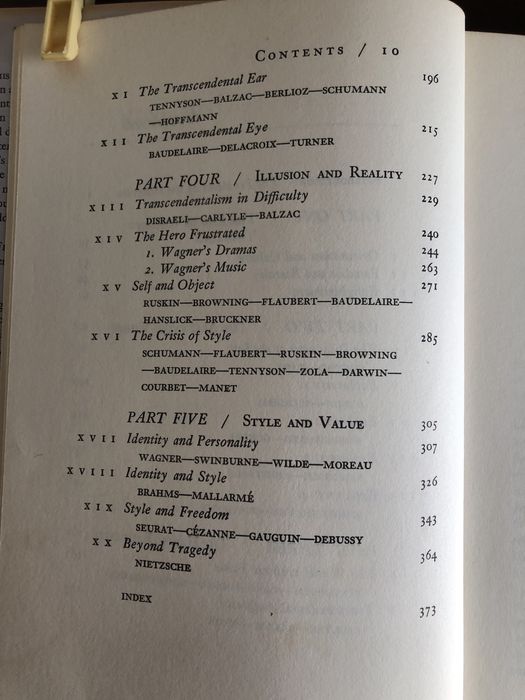 CONTENTS / 10
XI The Transcendental Ear 196
TENNYSON—BALZAC—BERLIOZ—SCHUMANN
—HOFFMANN
XII The Transcendental Eye 215
BAUDELAIRE—DELACROIX—TURNER
PART FOUR / ILLUSION AND REALITY 227
XIII Transcendentalism in Difficulty 229
DISRAELI—CARLYLE—BALZAC
XIV The Hero Frustrated 240
1. Wagner's Dramas 244
2. Wagner's Music 263
XV Self and Object 271
RUSKIN—BROWNING—FLAUBERT—BAUDELAIRE—
HANSLICK—BRUCKNER
XVI The Crisis of Style 285
SCHUMANN—FLAUBERT—RUSKIN—BROWNING
—BAUDELAIRE—TENNYSON—ZOLA—DARWIN—
COURBET—MANET
PART FIVE / STYLE AND VALUE 305
XVII Identity and Personality 307
WAGNER—SWINBURNE—WILDE—MOREAU
XVIII Identity and Style 326
BRAHMS—MALLARMÉ
XIX Style and Freedom 343
SEURAT—CÉZANNE—GAUGUIN—DEBUSSY
XX Beyond Tragedy 364
NIETZSCHE
INDEX 373